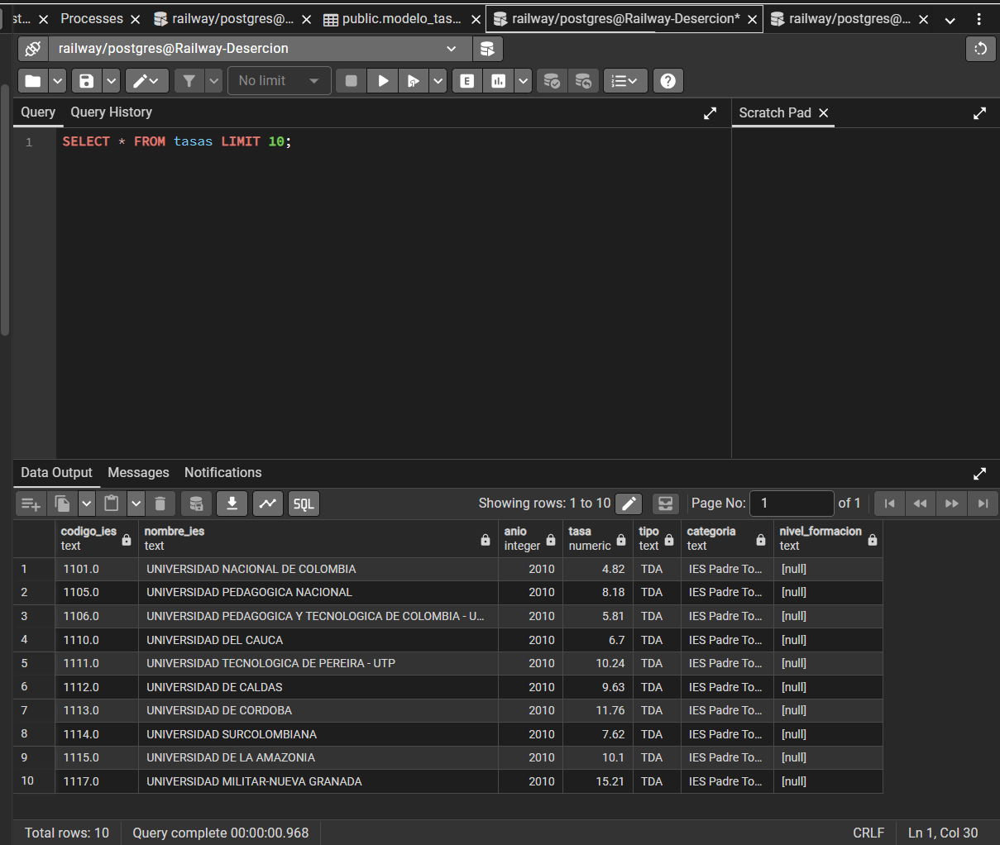 st... Processes railway/postgres@... public.modelo_tas... railway/postgres@Railway-Desercion* railway/postgres@...
railway/postgres@Railway-Desercion
No limit E
Query Query History Scratch Pad
1 SELECT * FROM tasas LIMIT 10;
Data Output Messages Notifications
SQL Showing rows: 1 to 10 Page No: 1 of 1
codigo_ies nombre_ies anio tasa tipo categoria nivel_formacion
text text integer numeric text text text
1 1101.0 UNIVERSIDAD NACIONAL DE COLOMBIA 2010 4.82 TDA IES Padre To... [null]
2 1105.0 UNIVERSIDAD PEDAGOGICA NACIONAL 2010 8.18 TDA IES Padre To... [null]
3 1106.0 UNIVERSIDAD PEDAGOGICA Y TECNOLOGICA DE COLOMBIA - U... 2010 5.81 TDA IES Padre To... [null]
4 1110.0 UNIVERSIDAD DEL CAUCA 2010 6.7 TDA IES Padre To... [null]
5 1111.0 UNIVERSIDAD TECNOLOGICA DE PEREIRA - UTP 2010 10.24 TDA IES Padre To... [null]
6 1112.0 UNIVERSIDAD DE CALDAS 2010 9.63 TDA IES Padre To... [null]
7 1113.0 UNIVERSIDAD DE CORDOBA 2010 11.76 TDA IES Padre To... [null]
8 1114.0 UNIVERSIDAD SURCOLOMBIANA 2010 7.62 TDA IES Padre To... [null]
9 1115.0 UNIVERSIDAD DE LA AMAZONIA 2010 10.1 TDA IES Padre To... [null]
10 1117.0 UNIVERSIDAD MILITAR-NUEVA GRANADA 2010 15.21 TDA IES Padre To... [null]
Total rows: 10 Query complete 00:00:00.968 CRLF Ln 1, Col 30